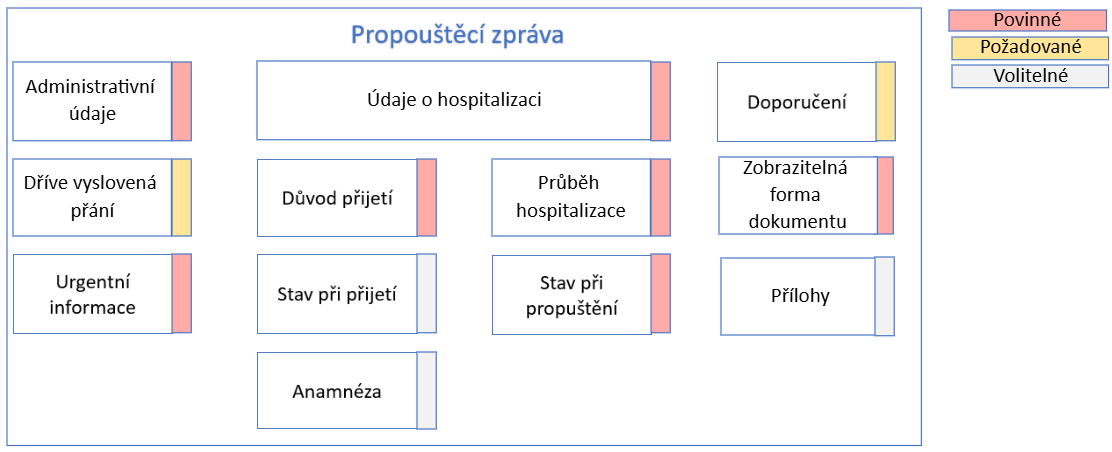 Propouštěcí zpráva
Povinné
Požadované
Volitelné
Administrativní
údaje
Údaje o hospitalizaci
Doporučení
Dříve vyslovená
přání
Důvod přijetí
Průběh
hospitalizace
Zobrazitelná
forma
dokumentu
Urgentní
informace
Stav při přijetí
Stav při
propuštění
Přílohy
Anamnéza